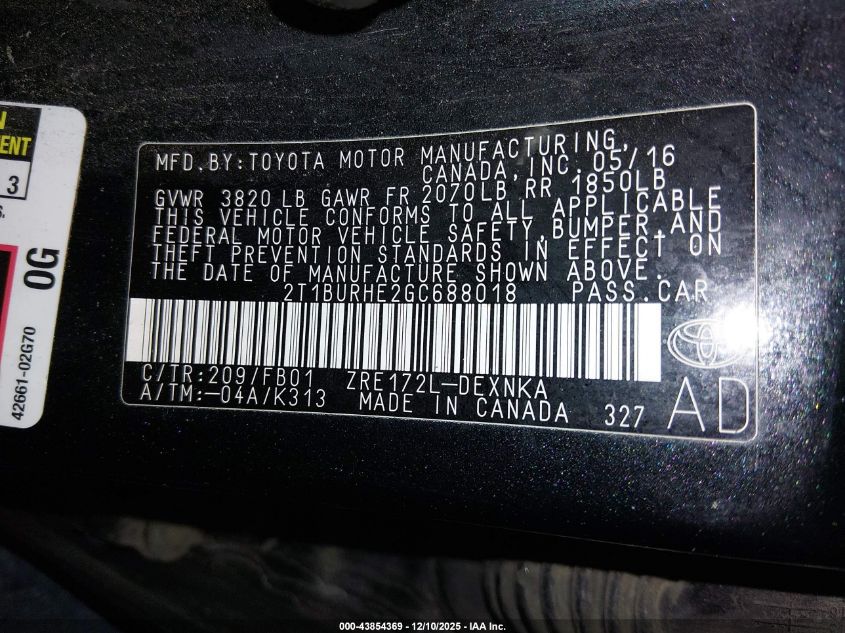 N
ENT
3
S.
0G
42661-02G70
MFD.BY:TOYOTA MOTOR MANUFACTURING,
CANADA,INC.05/16
GVWR 3820 LB GAWR FR 2070LB,RR 1850LB
THIS VEHICLE CONFORMS TO ALL APPLICABLE
FEDERAL MOTOR VEHICLE SAFETY,BUMPER,AND
THEFT PREVENTION STANDARDS IN EFFECT ON
THE DATE OF MANUFACTURE SHOWN ABOVE.
2T1BURHE2GC688018 PASS.CAR
C/TR:209/FB01 ZRE172L-DEXNKA
A/TM:-04A/K313 MADE IN CANADA 327
AD
000-43854369 - 12/10/2025 - IAA Inc.